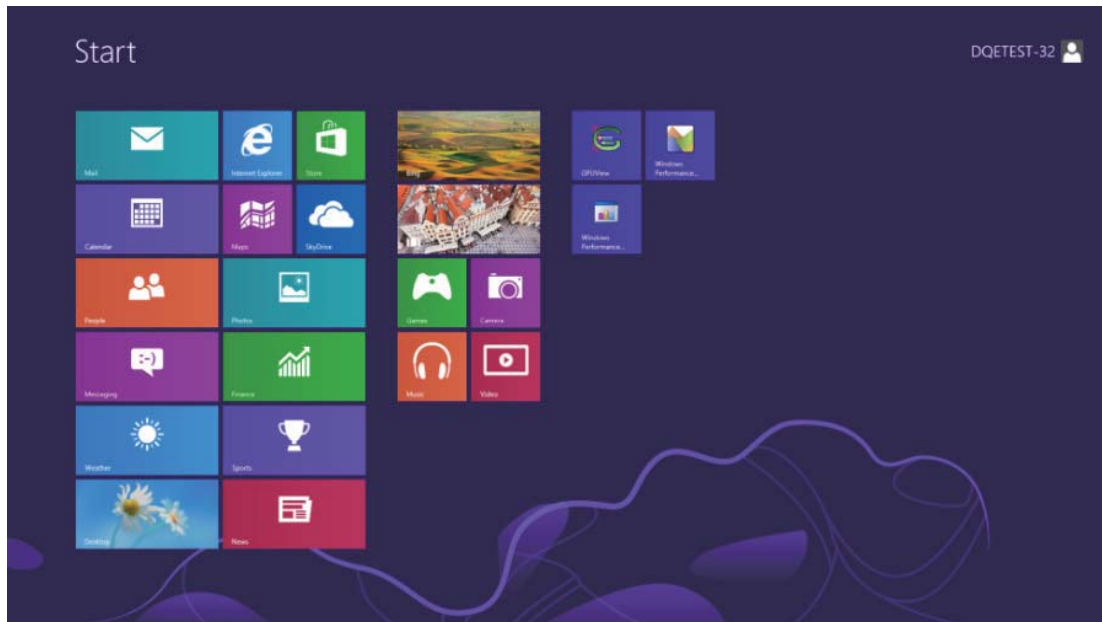 Start
DQETEST-32
Mail
Internet Explorer
Store
Bing
GPUView
Windows
Performance...
Calendar
Maps
SkyDrive
Windows
Performance...
People
Photos
Games
Camera
Messaging
:-)
Finance
Music
Video
Weather
Sports
Desktop
News